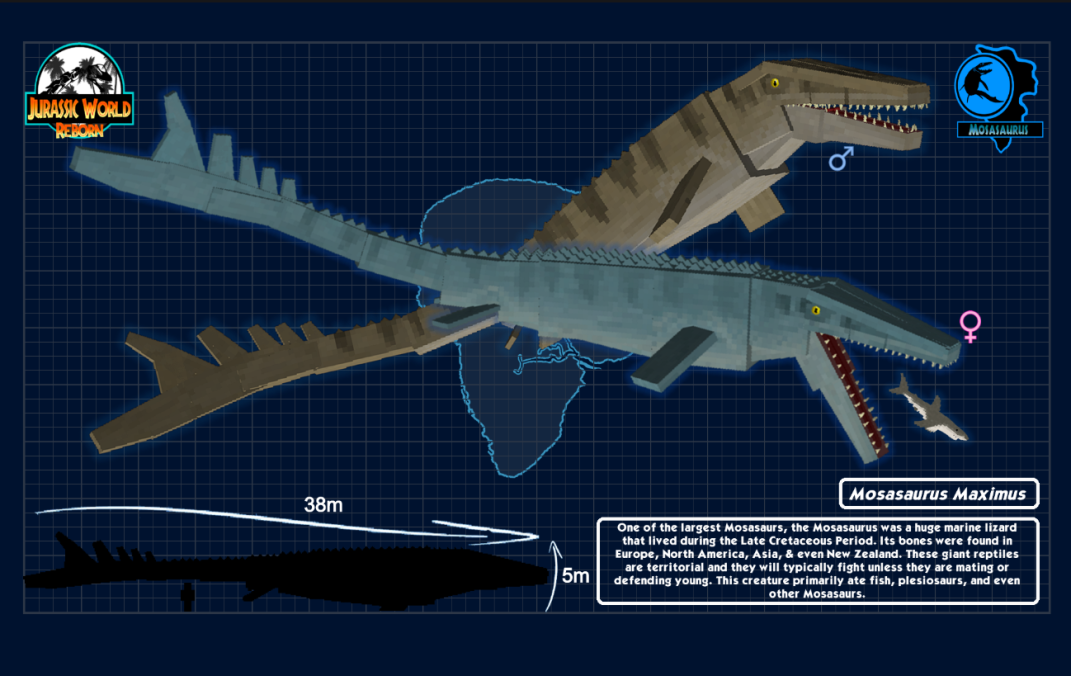 JURASSIC WORLD
REBORN
MOSASAURUS
♂
♀
38m
5m
Mosasaurus Maximus
One of the largest Mosasaurs, the Mosasaurus was a huge marine lizard
that lived during the Late Cretaceous Period. Its bones were found in
Europe, North America, Asia, & even New Zealand. These giant reptiles
are territorial and they will typically fight unless they are mating or
defending young. This creature primarily ate fish, plesiosaurs, and even
other Mosasaurs.